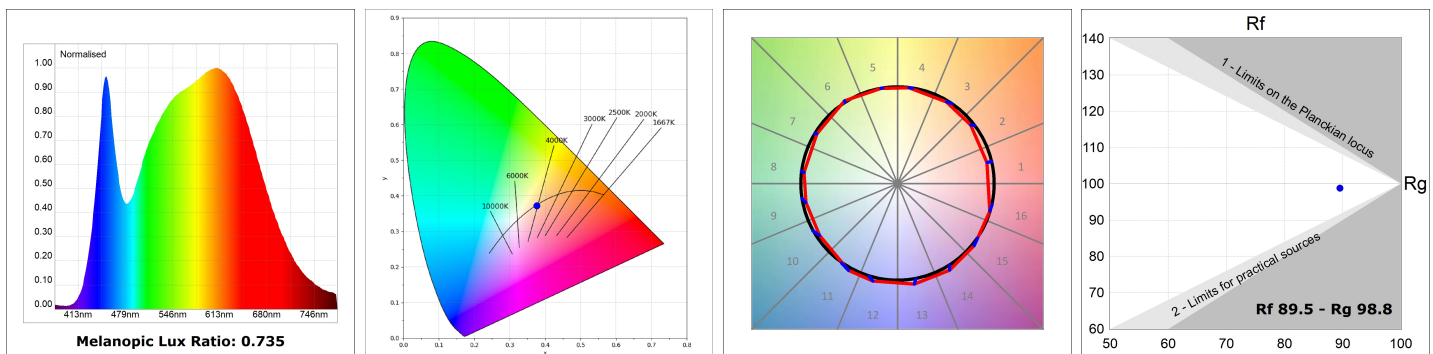 Normalised
1.00
0.90
0.80
0.70
0.60
0.50
0.40
0.30
0.20
0.10
0.00
413nm 479nm 546nm 613nm 680nm 746nm
Melanopic Lux Ratio: 0.735
0.9
0.8
0.7
0.6
0.5
0.4
0.3
0.2
0.1
0.0
y
0.0 0.1 0.2 0.3 0.4 0.5 0.6 0.7 0.8
x
10000K
6000K
4000K
3000K
2500K
2000K
1667K
1
2
3
4
5
6
7
8
9
10
11
12
13
14
15
16
Rf
140
130
120
110
100
90
80
70
60
50 60 70 80 90 100
Rg
1 - Limits on the Planckian locus
2 - Limits for practical sources
Rf 89.5 - Rg 98.8